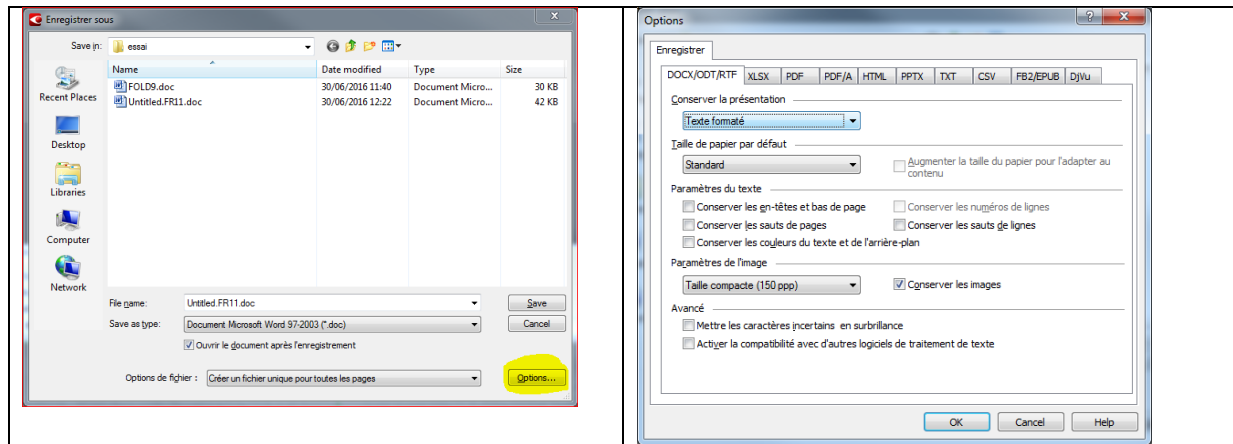 Enregistrer sous
Save in: essai
Name Date modified Type Size
FOLD9.doc 30/06/2016 11:40 Document Micro... 30 KB
Untitled.FR11.doc 30/06/2016 12:22 Document Micro... 42 KB
Recent Places
Desktop
Libraries
Computer
Network
File name: Untitled.FR11.doc Save
Save as type: Document Microsoft Word 97-2003 (*.doc) Cancel
Ouvrir le document après l'enregistrement
Options de fichier : Créer un fichier unique pour toutes les pages Options...
Options
Enregistrer
DOCX/ODT/RTF XLSX PDF PDF/A HTML PPTX TXT CSV FB2/EPUB DjVu
Conserver la présentation
Texte formaté
Taille de papier par défaut
Standard Augmenter la taille du papier pour l'adapter au
contenu
Paramètres du texte
Conserver les en-têtes et bas de page Conserver les numéros de lignes
Conserver les sauts de pages Conserver les sauts de lignes
Conserver les couleurs du texte et de l'arrière-plan
Paramètres de l'image
Taille compacte (150 ppp) Conserver les images
Avancé
Mettre les caractères incertains en surbrillance
Activer la compatibilité avec d'autres logiciels de traitement de texte
OK Cancel Help